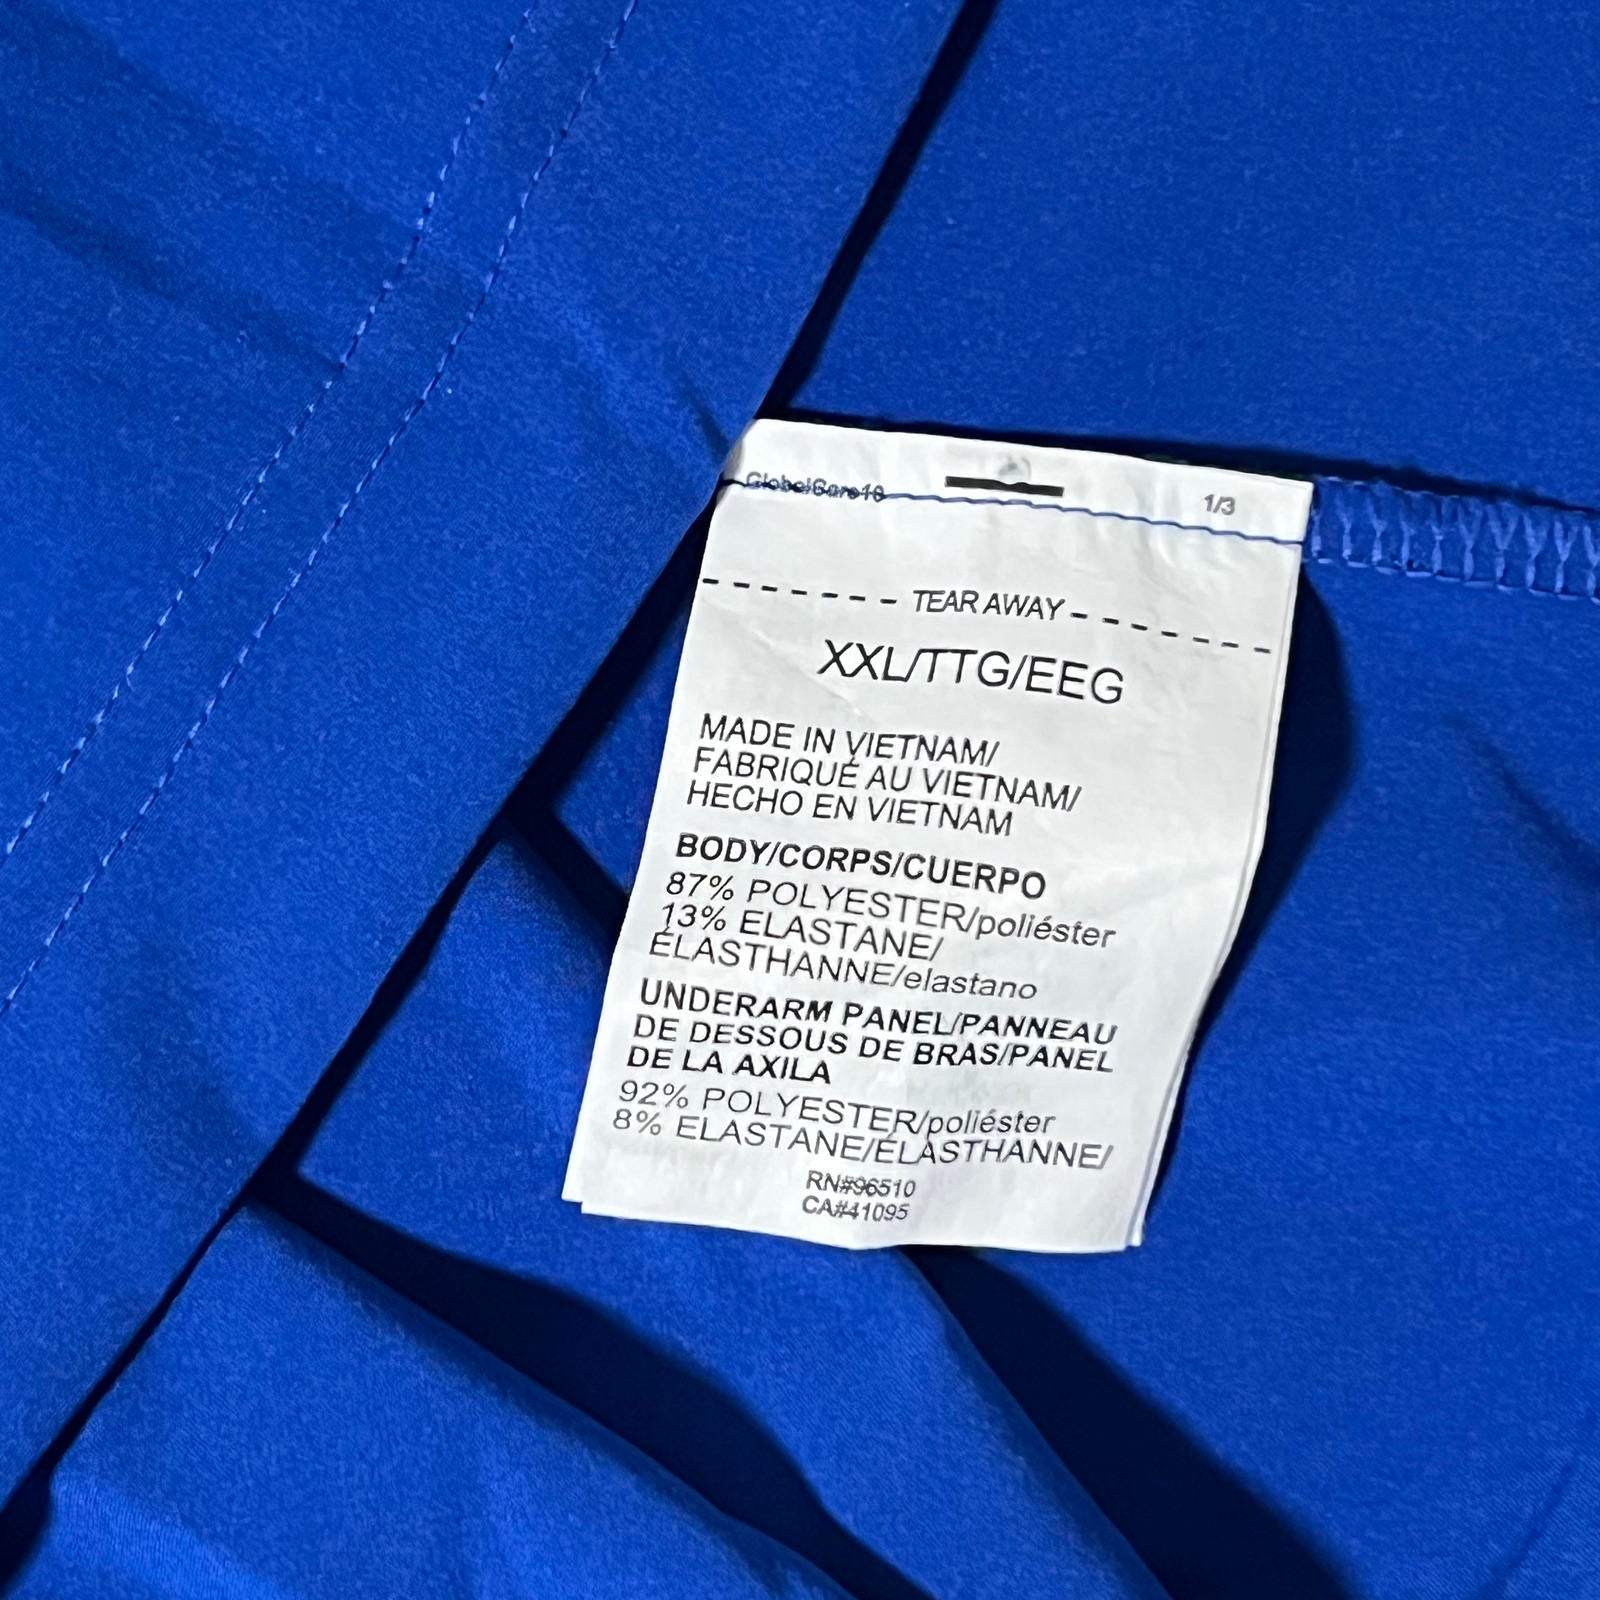 GlobalCare10
1/3
TEAR AWAY
XXL/TTG/EEG
MADE IN VIETNAM/
FABRIQUÉ AU VIETNAM/
HECHO EN VIETNAM
BODY/CORPS/CUERPO
87% POLYESTER/poliéster
13% ELASTANE/
ÉLASTHANNE/elastano
UNDERARM PANEL/PANNEAU
DE DESSOUS DE BRAS/PANEL
DE LA AXILA
92% POLYESTER/poliéster
8% ELASTANE/ÉLASTHANNE/
RN#96510
CA#41095